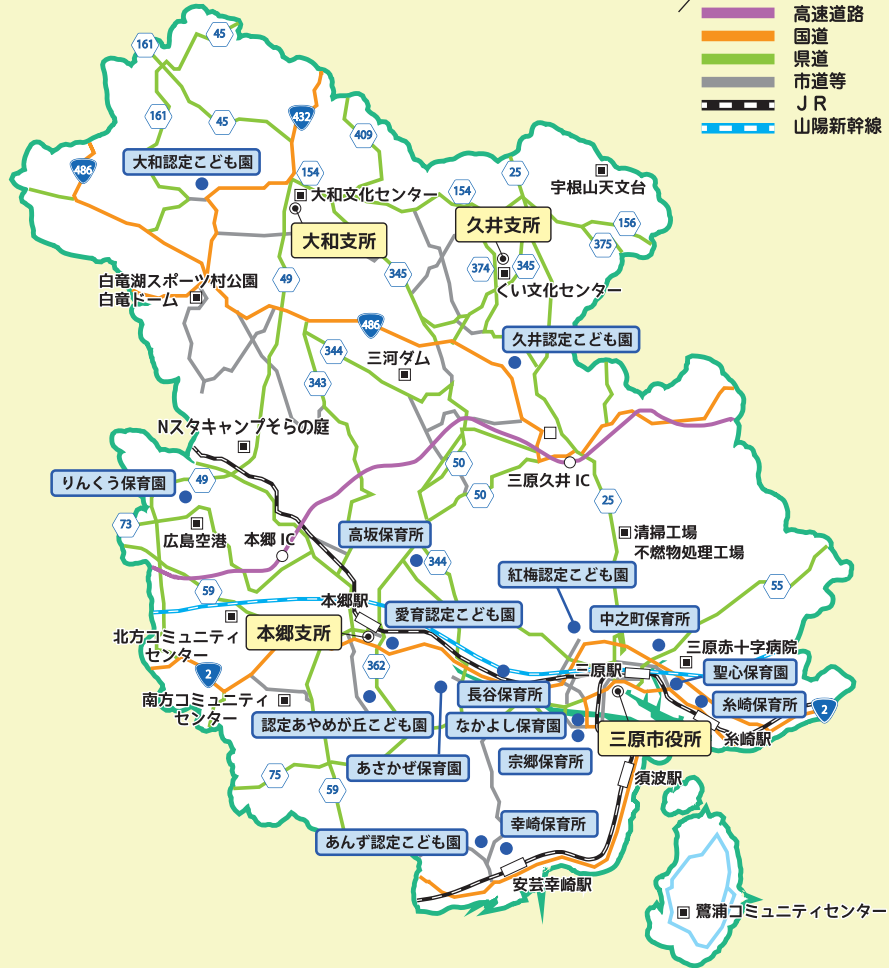 高速道路
国道
県道
市道等
ＪＲ
山陽新幹線
45
161
161
45
432
409
486
大和認定こども園
154
大和文化センター
大和支所
154
25
宇根山天文台
久井支所
156
375
374
345
くい文化センター
345
49
白竜湖スポーツ村公園
白竜ドーム
486
344
三河ダム
343
久井認定こども園
Nスタキャンプそらの庭
50
50
三原久井 IC
25
りんくう保育園
49
73
広島空港
本郷 IC
高坂保育所
344
清掃工場
不燃物処理工場
紅梅認定こども園
55
59
本郷駅
愛育認定こども園
中之町保育所
本郷支所
北方コミュニティ
センター
三原赤十字病院
362
三原駅
聖心保育園
2
長谷保育所
糸崎保育所
2
南方コミュニティ
センター
認定あやめが丘こども園
なかよし保育園
三原市役所
糸崎駅
あさかぜ保育園
宗郷保育所
須波駅
75
59
幸崎保育所
あんず認定こども園
安芸幸崎駅
鷺浦コミュニティセンター